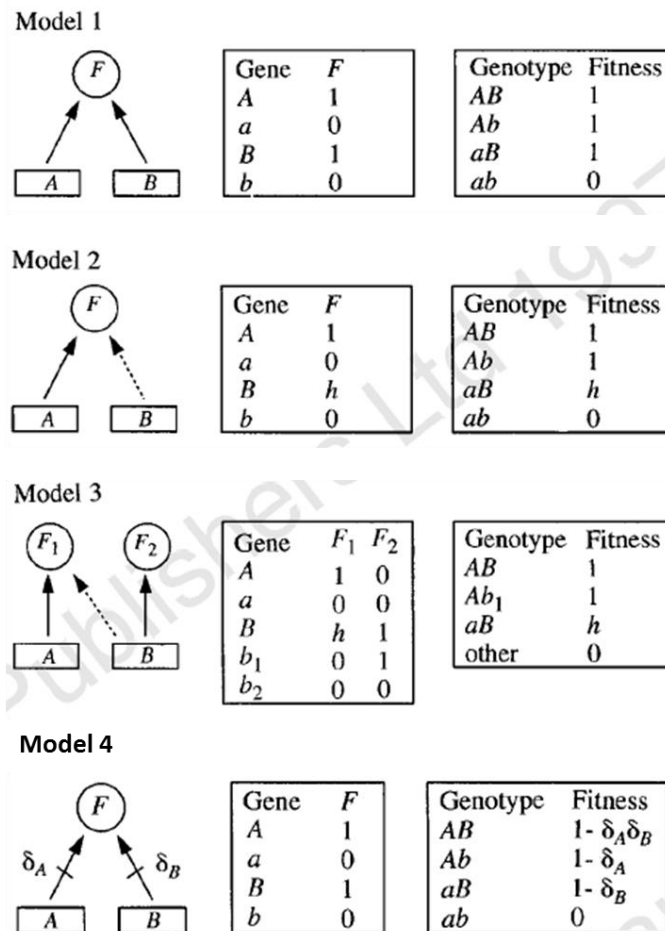 Model 1
F
A B
Gene F
A 1
a 0
B 1
b 0
Genotype Fitness
AB 1
Ab 1
aB 1
ab 0
Model 2
F
A B
Gene F
A 1
a 0
B h
b 0
Genotype Fitness
AB 1
Ab 1
aB h
ab 0
Model 3
F₁ F₂
A B
Gene F₁ F₂
A 1 0
a 0 0
B h 1
b₁ 0 1
b₂ 0 0
Genotype Fitness
AB 1
Ab₁ 1
aB h
other 0
Model 4
F
δA δB
A B
Gene F
A 1
a 0
B 1
b 0
Genotype Fitness
AB 1- δAδB
Ab 1- δA
aB 1- δB
ab 0
Publishers Ltd 199